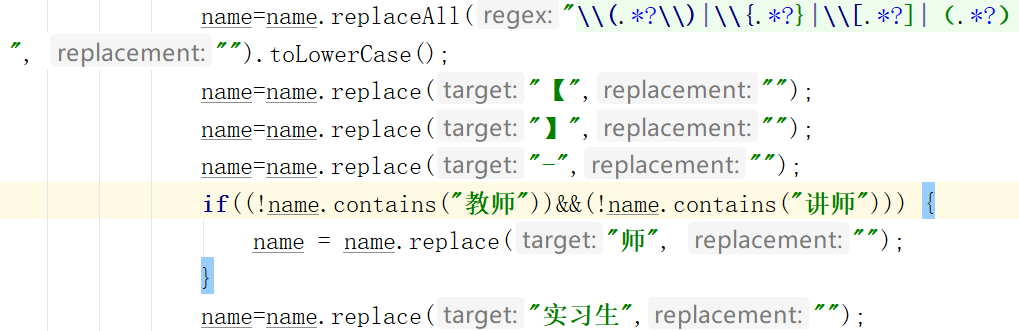 name=name.replaceAll( regex: "\\(.*?\\)|\\{.*?}|\\[.*?]|（.*?）
", replacement: "").toLowerCase();
name=name.replace( target: "【", replacement: "");
name=name.replace( target: "】", replacement: "");
name=name.replace( target: "-", replacement: "");
if((!name.contains("教师"))&&(!name.contains("讲师"))) {
name = name.replace( target: "师", replacement: "");
}
name=name.replace( target: "实习生", replacement: "");